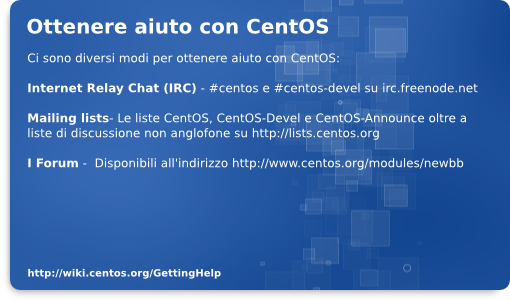 Ottenere aiuto con CentOS
Ci sono diversi modi per ottenere aiuto con CentOS:
Internet Relay Chat (IRC) - #centos e #centos-devel su irc.freenode.net
Mailing lists- Le liste CentOS, CentOS-Devel e CentOS-Announce oltre a
liste di discussione non anglofone su http://lists.centos.org
I Forum - Disponibili all'indirizzo http://www.centos.org/modules/newbb
http://wiki.centos.org/GettingHelp